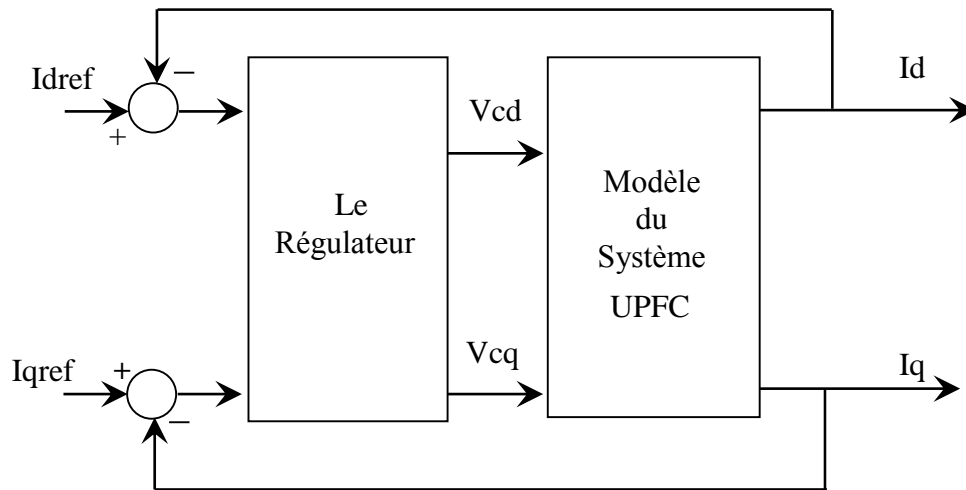 Idref
−
+
Vcd
Id
Le
Régulateur
Modèle
du
Système
UPFC
Iqref
+
−
Vcq
Iq